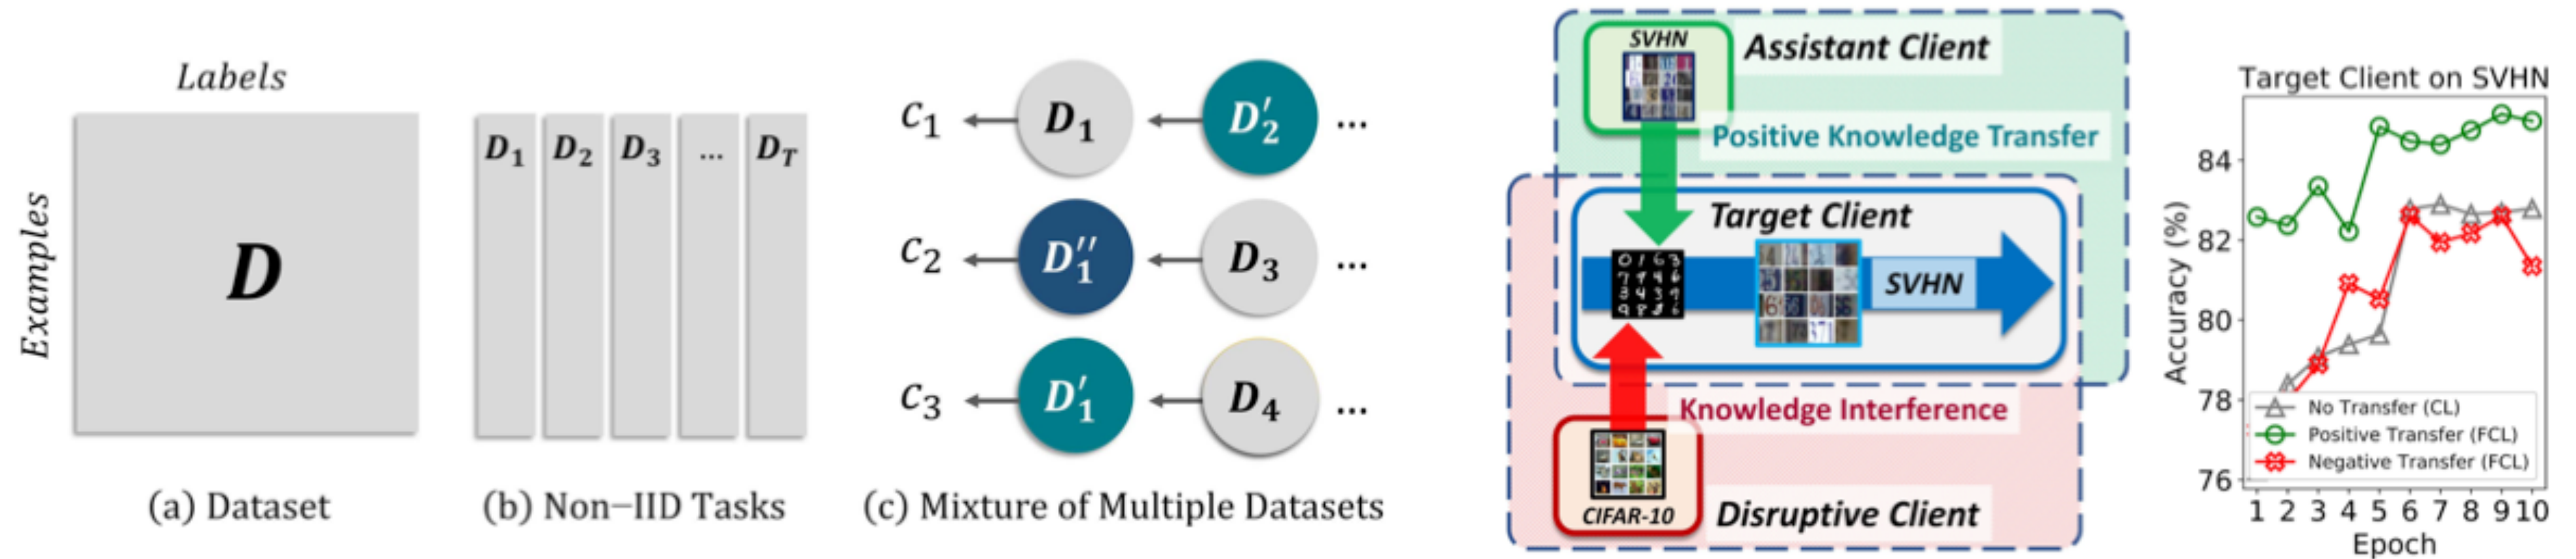 Labels
Examples
D
(a) Dataset
D₁ D₂ D₃ ... D_T
(b) Non–IID Tasks
c₁ D₁ D′₂ ...
c₂ D″₁ D₃ ...
c₃ D′₁ D₄ ...
(c) Mixture of Multiple Datasets
SVHN
Assistant Client
Positive Knowledge Transfer
Target Client
SVHN
Knowledge Interference
CIFAR-10
Disruptive Client
Target Client on SVHN
Accuracy (%)
84
82
80
78
76
No Transfer (CL)
Positive Transfer (FCL)
Negative Transfer (FCL)
1 2 3 4 5 6 7 8 9 10
Epoch